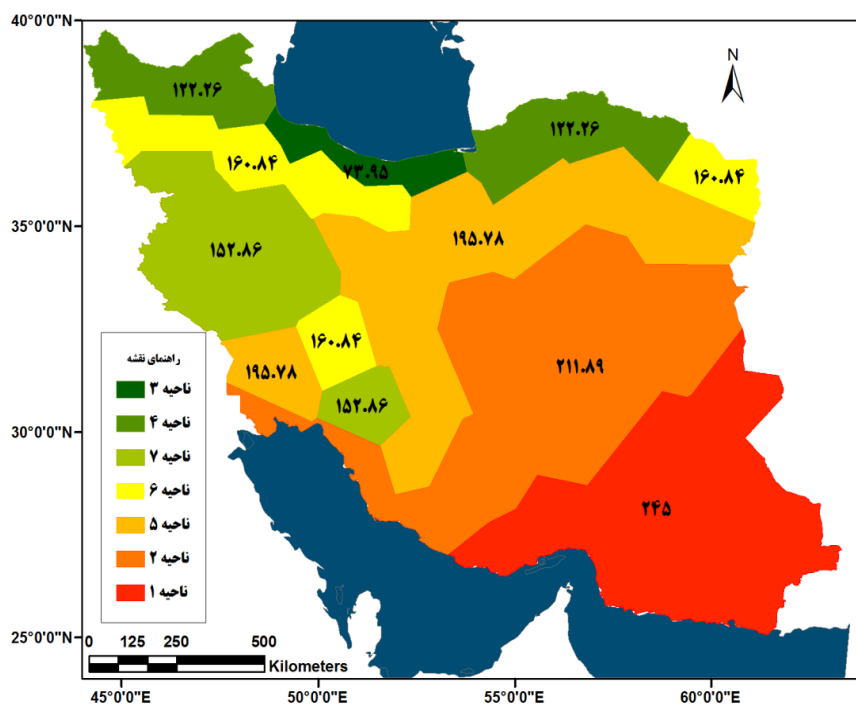 40°0'0"N
N
۱۲۲.۲۶
۱۲۲.۲۶
۱۶۰.۸۴
۷۳.۹۵
۱۶۰.۸۴
35°0'0"N
۱۹۵.۷۸
۱۵۲.۸۶
راهنمای نقشه
ناحیه ۳
ناحیه ۴
ناحیه ۷
ناحیه ۶
ناحیه ۵
ناحیه ۲
ناحیه ۱
۱۶۰.۸۴
۱۹۵.۷۸
۲۱۱.۸۹
۱۵۲.۸۶
30°0'0"N
۲۴۵
25°0'0"N
0 125 250 500
Kilometers
45°0'0"E 50°0'0"E 55°0'0"E 60°0'0"E